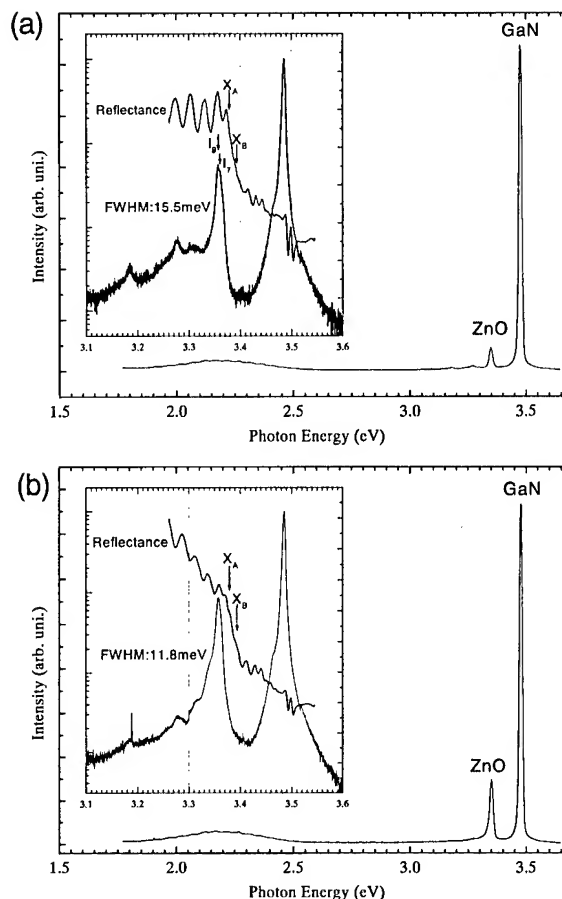 (a)
GaN
X_A
Reflectance
X_B
I_9
I_7
FWHM:15.5meV
3.1 3.2 3.3 3.4 3.5 3.6
ZnO
Intensity (arb. uni.)
1.5 2.0 2.5 3.0 3.5
Photon Energy (eV)
(b)
GaN
Reflectance
X_A
X_B
FWHM:11.8meV
3.1 3.2 3.3 3.4 3.5 3.6
ZnO
Intensity (arb. uni.)
1.5 2.0 2.5 3.0 3.5
Photon Energy (eV)